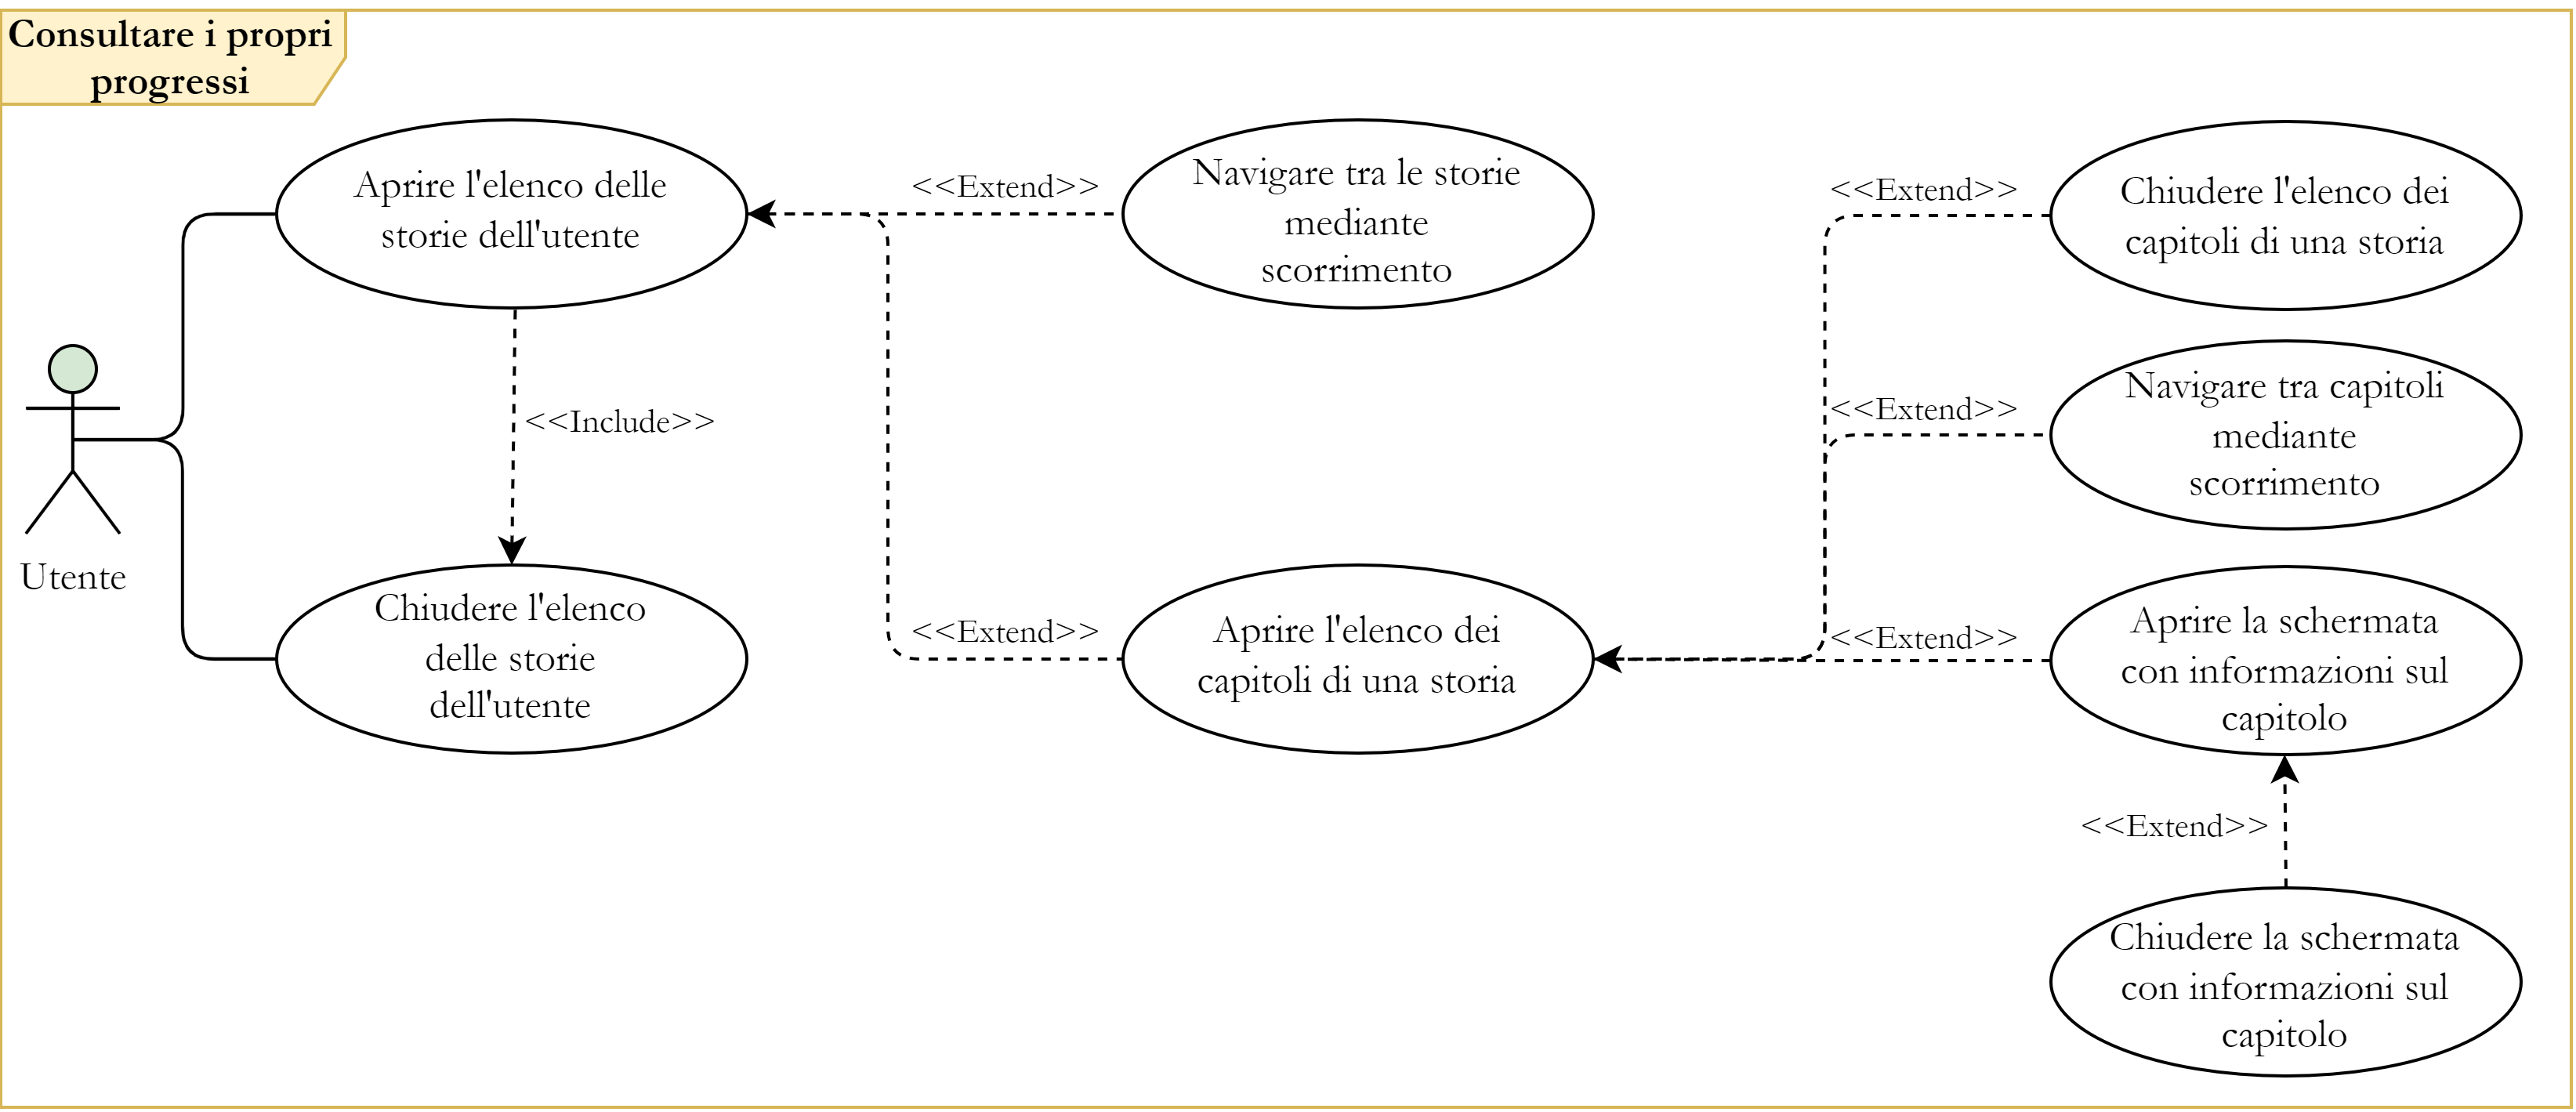 Consultare i propri
progressi
Utente
Aprire l'elenco delle
storie dell'utente
<<Include>>
Chiudere l'elenco
delle storie
dell'utente
<<Extend>>
Navigare tra le storie
mediante
scorrimento
<<Extend>>
Aprire l'elenco dei
capitoli di una storia
<<Extend>>
Chiudere l'elenco dei
capitoli di una storia
<<Extend>>
Navigare tra capitoli
mediante
scorrimento
<<Extend>>
Aprire la schermata
con informazioni sul
capitolo
<<Extend>>
Chiudere la schermata
con informazioni sul
capitolo